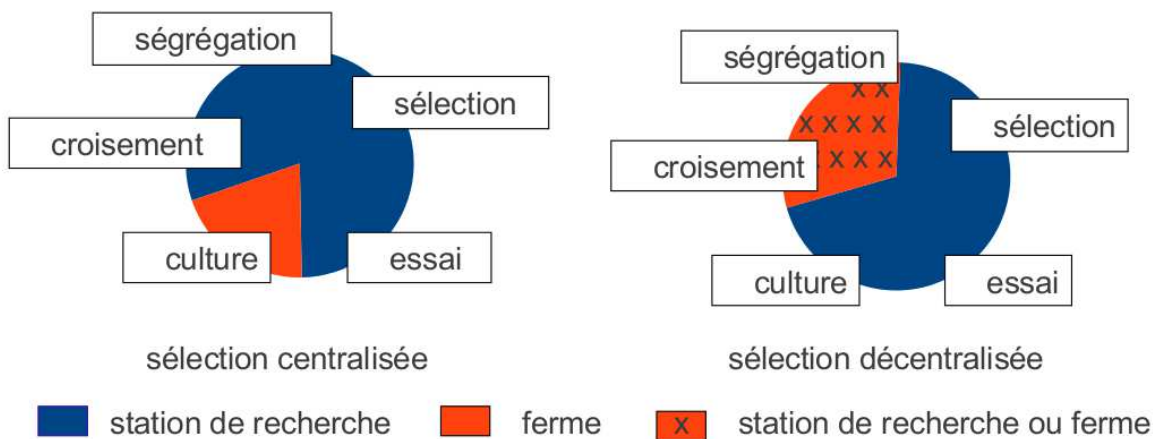 ségrégation
sélection
croisement
culture
essai
sélection centralisée
ségrégation
x x
sélection
x x x x
croisement
x x x x
culture
essai
sélection décentralisée
station de recherche
ferme
x
station de recherche ou ferme